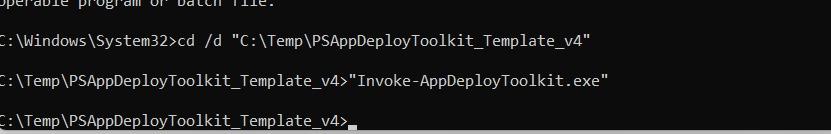 operable program or batch file.
C:\Windows\System32>cd /d "C:\Temp\PSAppDeployToolkit_Template_v4"
C:\Temp\PSAppDeployToolkit_Template_v4>"Invoke-AppDeployToolkit.exe"
C:\Temp\PSAppDeployToolkit_Template_v4>